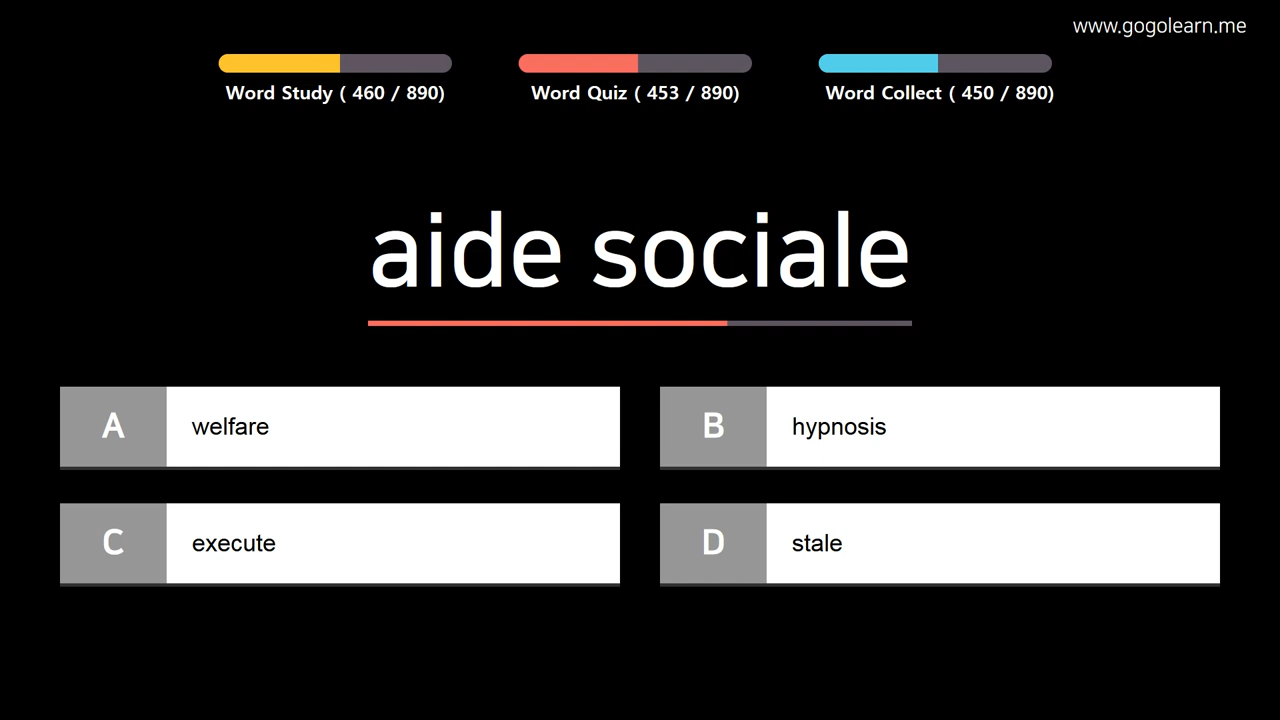 www.gogolearn.me
Word Study ( 460 / 890)
Word Quiz ( 453 / 890)
Word Collect ( 450 / 890)
aide sociale
A welfare
B hypnosis
C execute
D stale